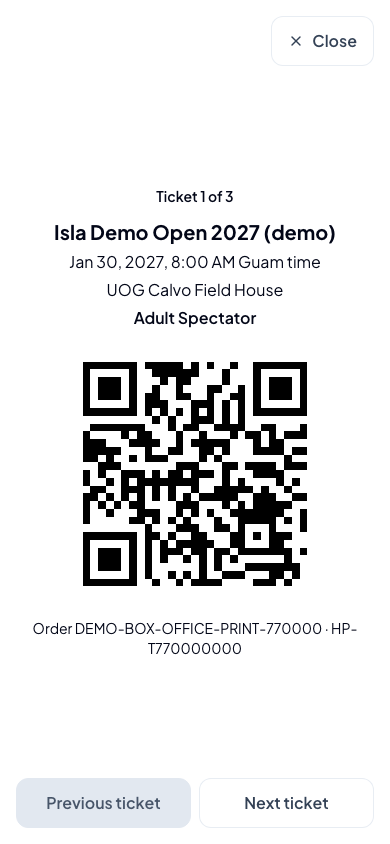 × Close
Ticket 1 of 3
Isla Demo Open 2027 (demo)
Jan 30, 2027, 8:00 AM Guam time
UOG Calvo Field House
Adult Spectator
Order DEMO-BOX-OFFICE-PRINT-770000 · HP-
T770000000
Previous ticket
Next ticket